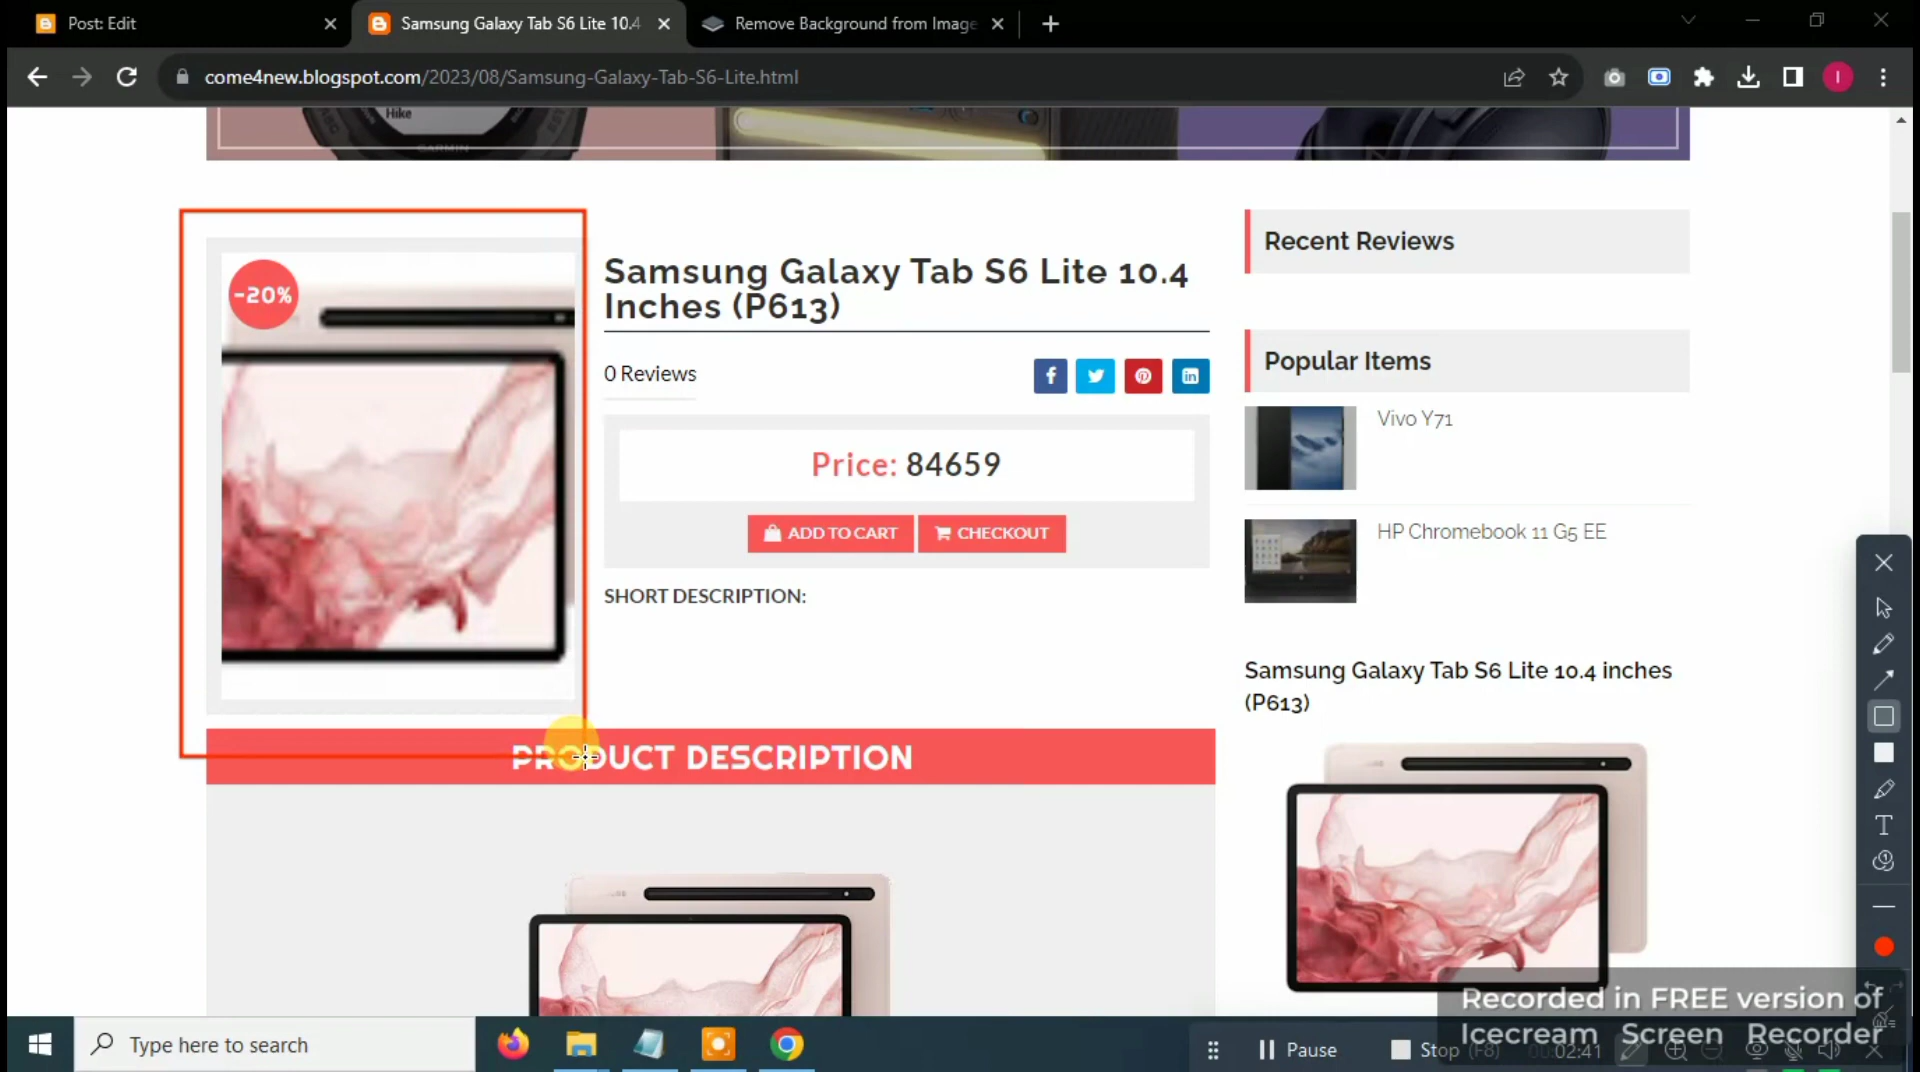 Post: Edit
Samsung Galaxy Tab S6 Lite 10.4
Remove Background from Image
come4new.blogspot.com/2023/08/Samsung-Galaxy-Tab-S6-Lite.html
Hike
GARMIN
-20%
Samsung Galaxy Tab S6 Lite 10.4
Inches (P613)
0 Reviews
Price: 84659
ADD TO CART
CHECKOUT
SHORT DESCRIPTION:
PRODUCT DESCRIPTION
Recent Reviews
Popular Items
Vivo Y71
HP Chromebook 11 G5 EE
Samsung Galaxy Tab S6 Lite 10.4 inches
(P613)
I
T
Recorded in FREE version of
Icecream Screen Recorder
Type here to search
Pause
Stop (F8)
00:02:41